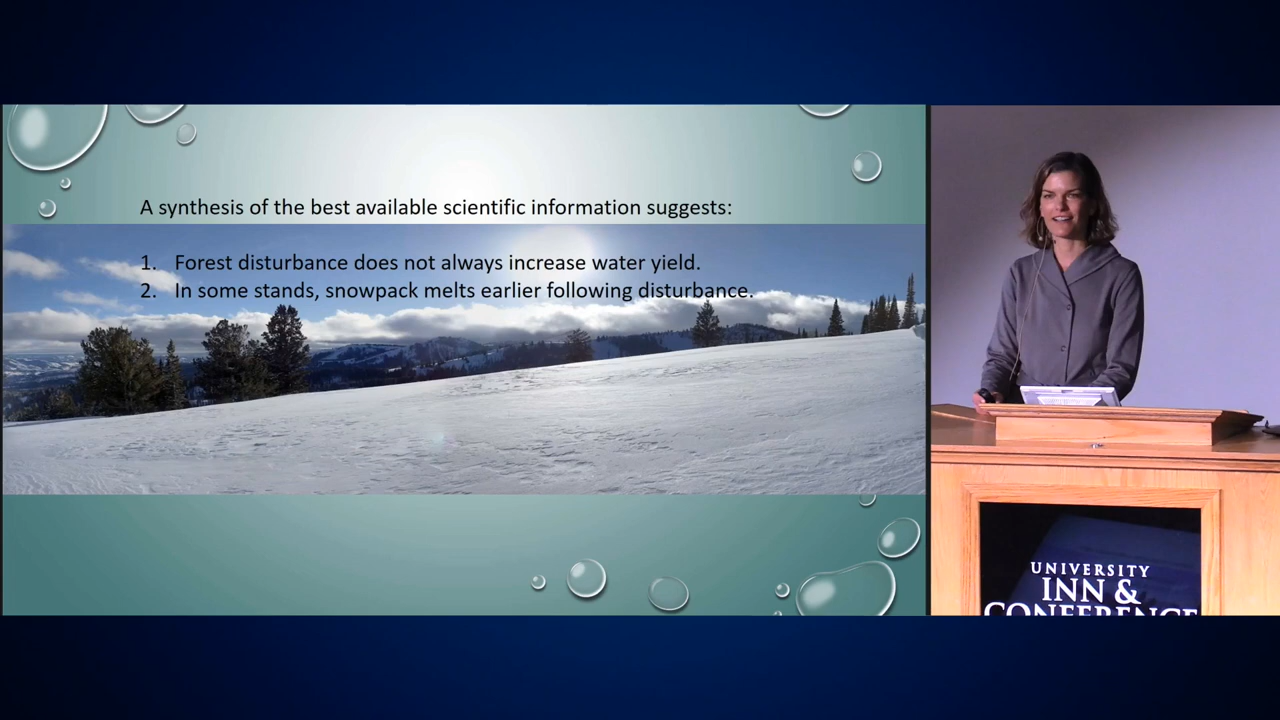 A synthesis of the best available scientific information suggests:
1. Forest disturbance does not always increase water yield.
2. In some stands, snowpack melts earlier following disturbance.
UNIVERSITY
INN &
CONFERENCE